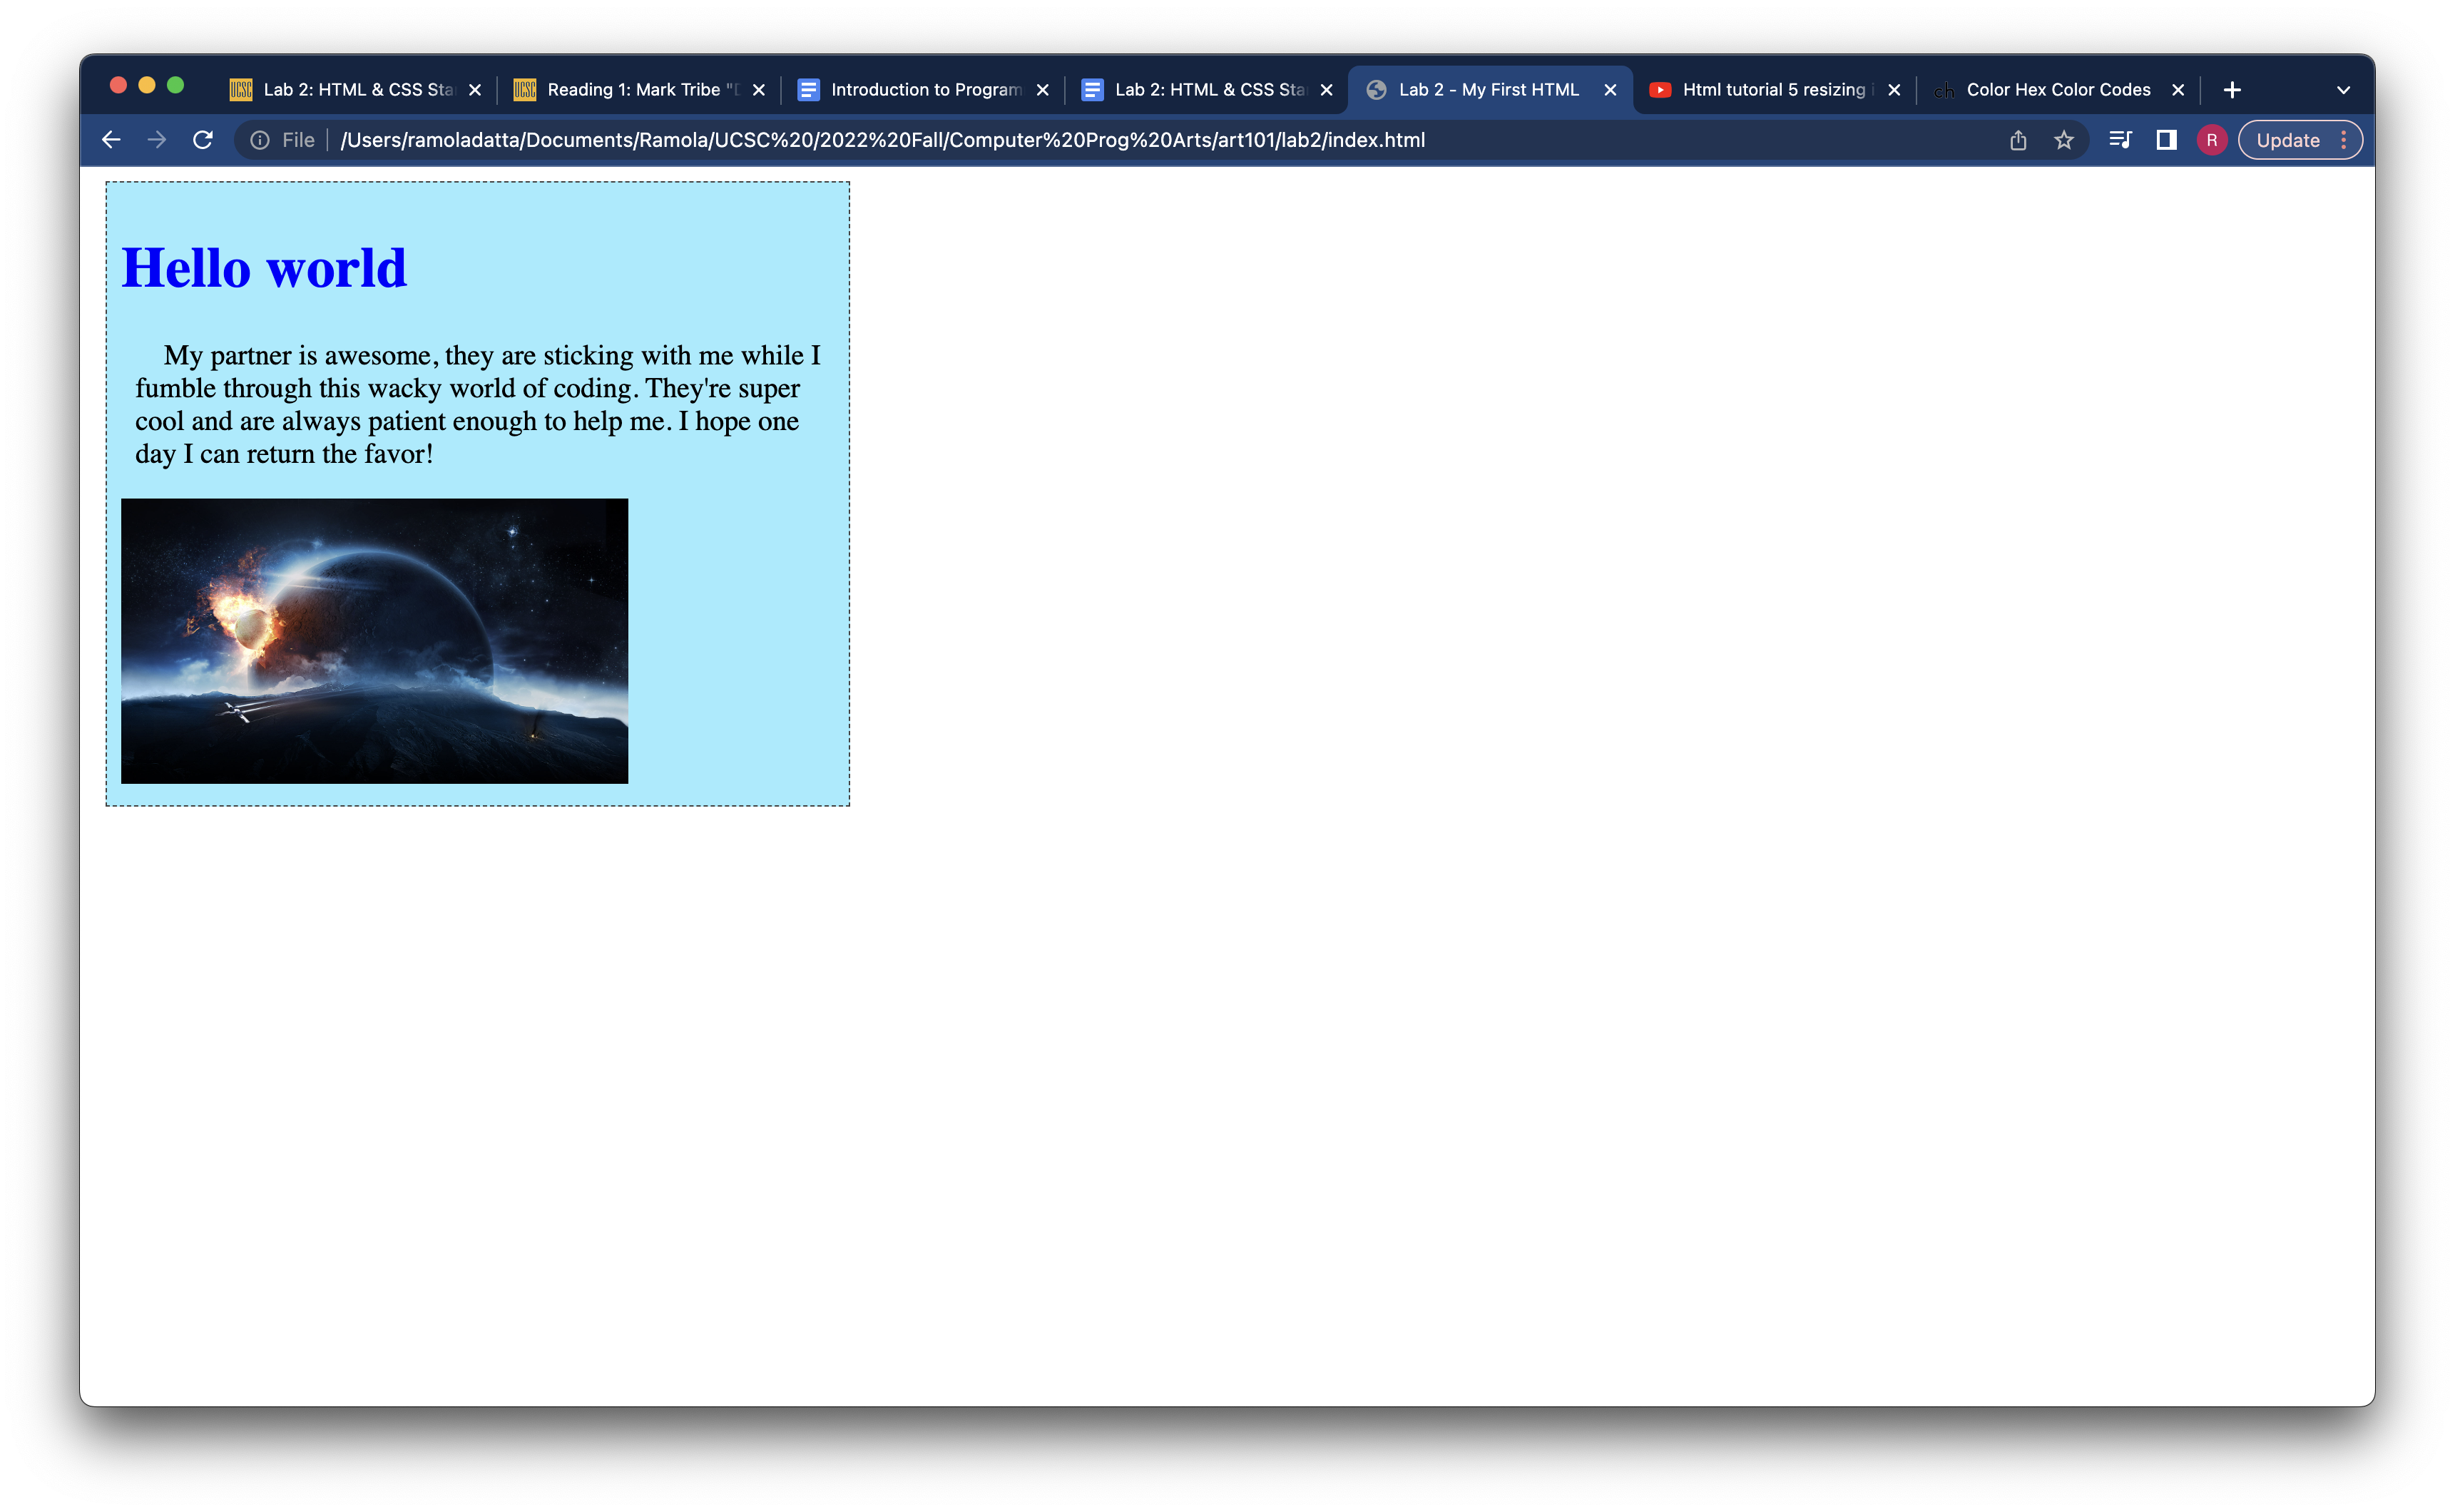 UCSC Lab 2: HTML & CSS Sta
UCSC Reading 1: Mark Tribe "D
Introduction to Program
Lab 2: HTML & CSS Sta
Lab 2 - My First HTML
Html tutorial 5 resizing i
ch Color Hex Color Codes
File /Users/ramoladatta/Documents/Ramola/UCSC%20/2022%20Fall/Computer%20Prog%20Arts/art101/lab2/index.html
R
Update
Hello world
My partner is awesome, they are sticking with me while I
fumble through this wacky world of coding. They're super
cool and are always patient enough to help me. I hope one
day I can return the favor!